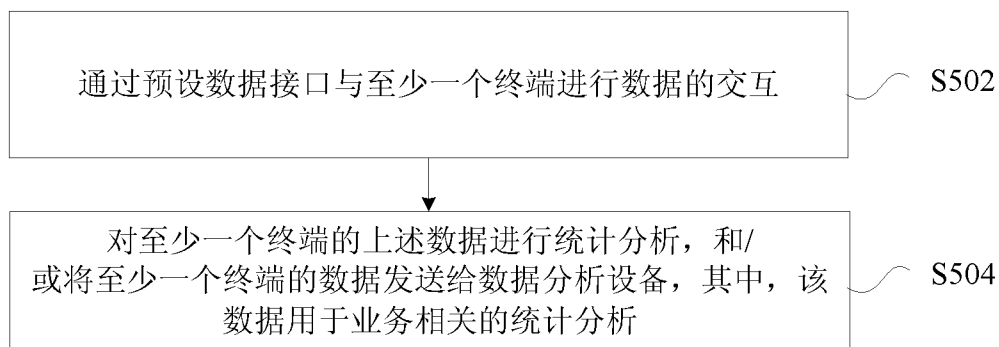 通过预设数据接口与至少一个终端进行数据的交互
S502
对至少一个终端的上述数据进行统计分析，和/
或将至少一个终端的数据发送给数据分析设备，其中，该
数据用于业务相关的统计分析
S504